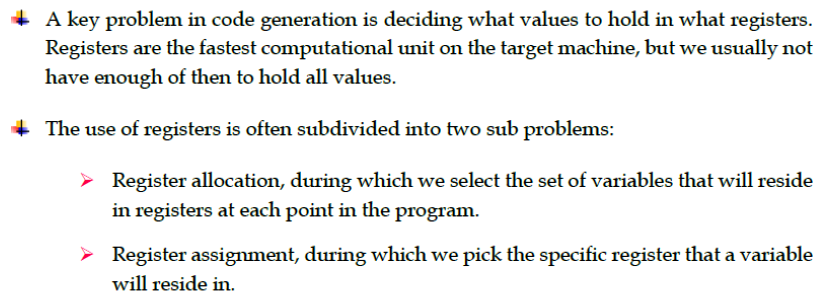 A key problem in code generation is deciding what values to hold in what registers.
Registers are the fastest computational unit on the target machine, but we usually not
have enough of then to hold all values.
The use of registers is often subdivided into two sub problems:
Register allocation, during which we select the set of variables that will reside
in registers at each point in the program.
Register assignment, during which we pick the specific register that a variable
will reside in.